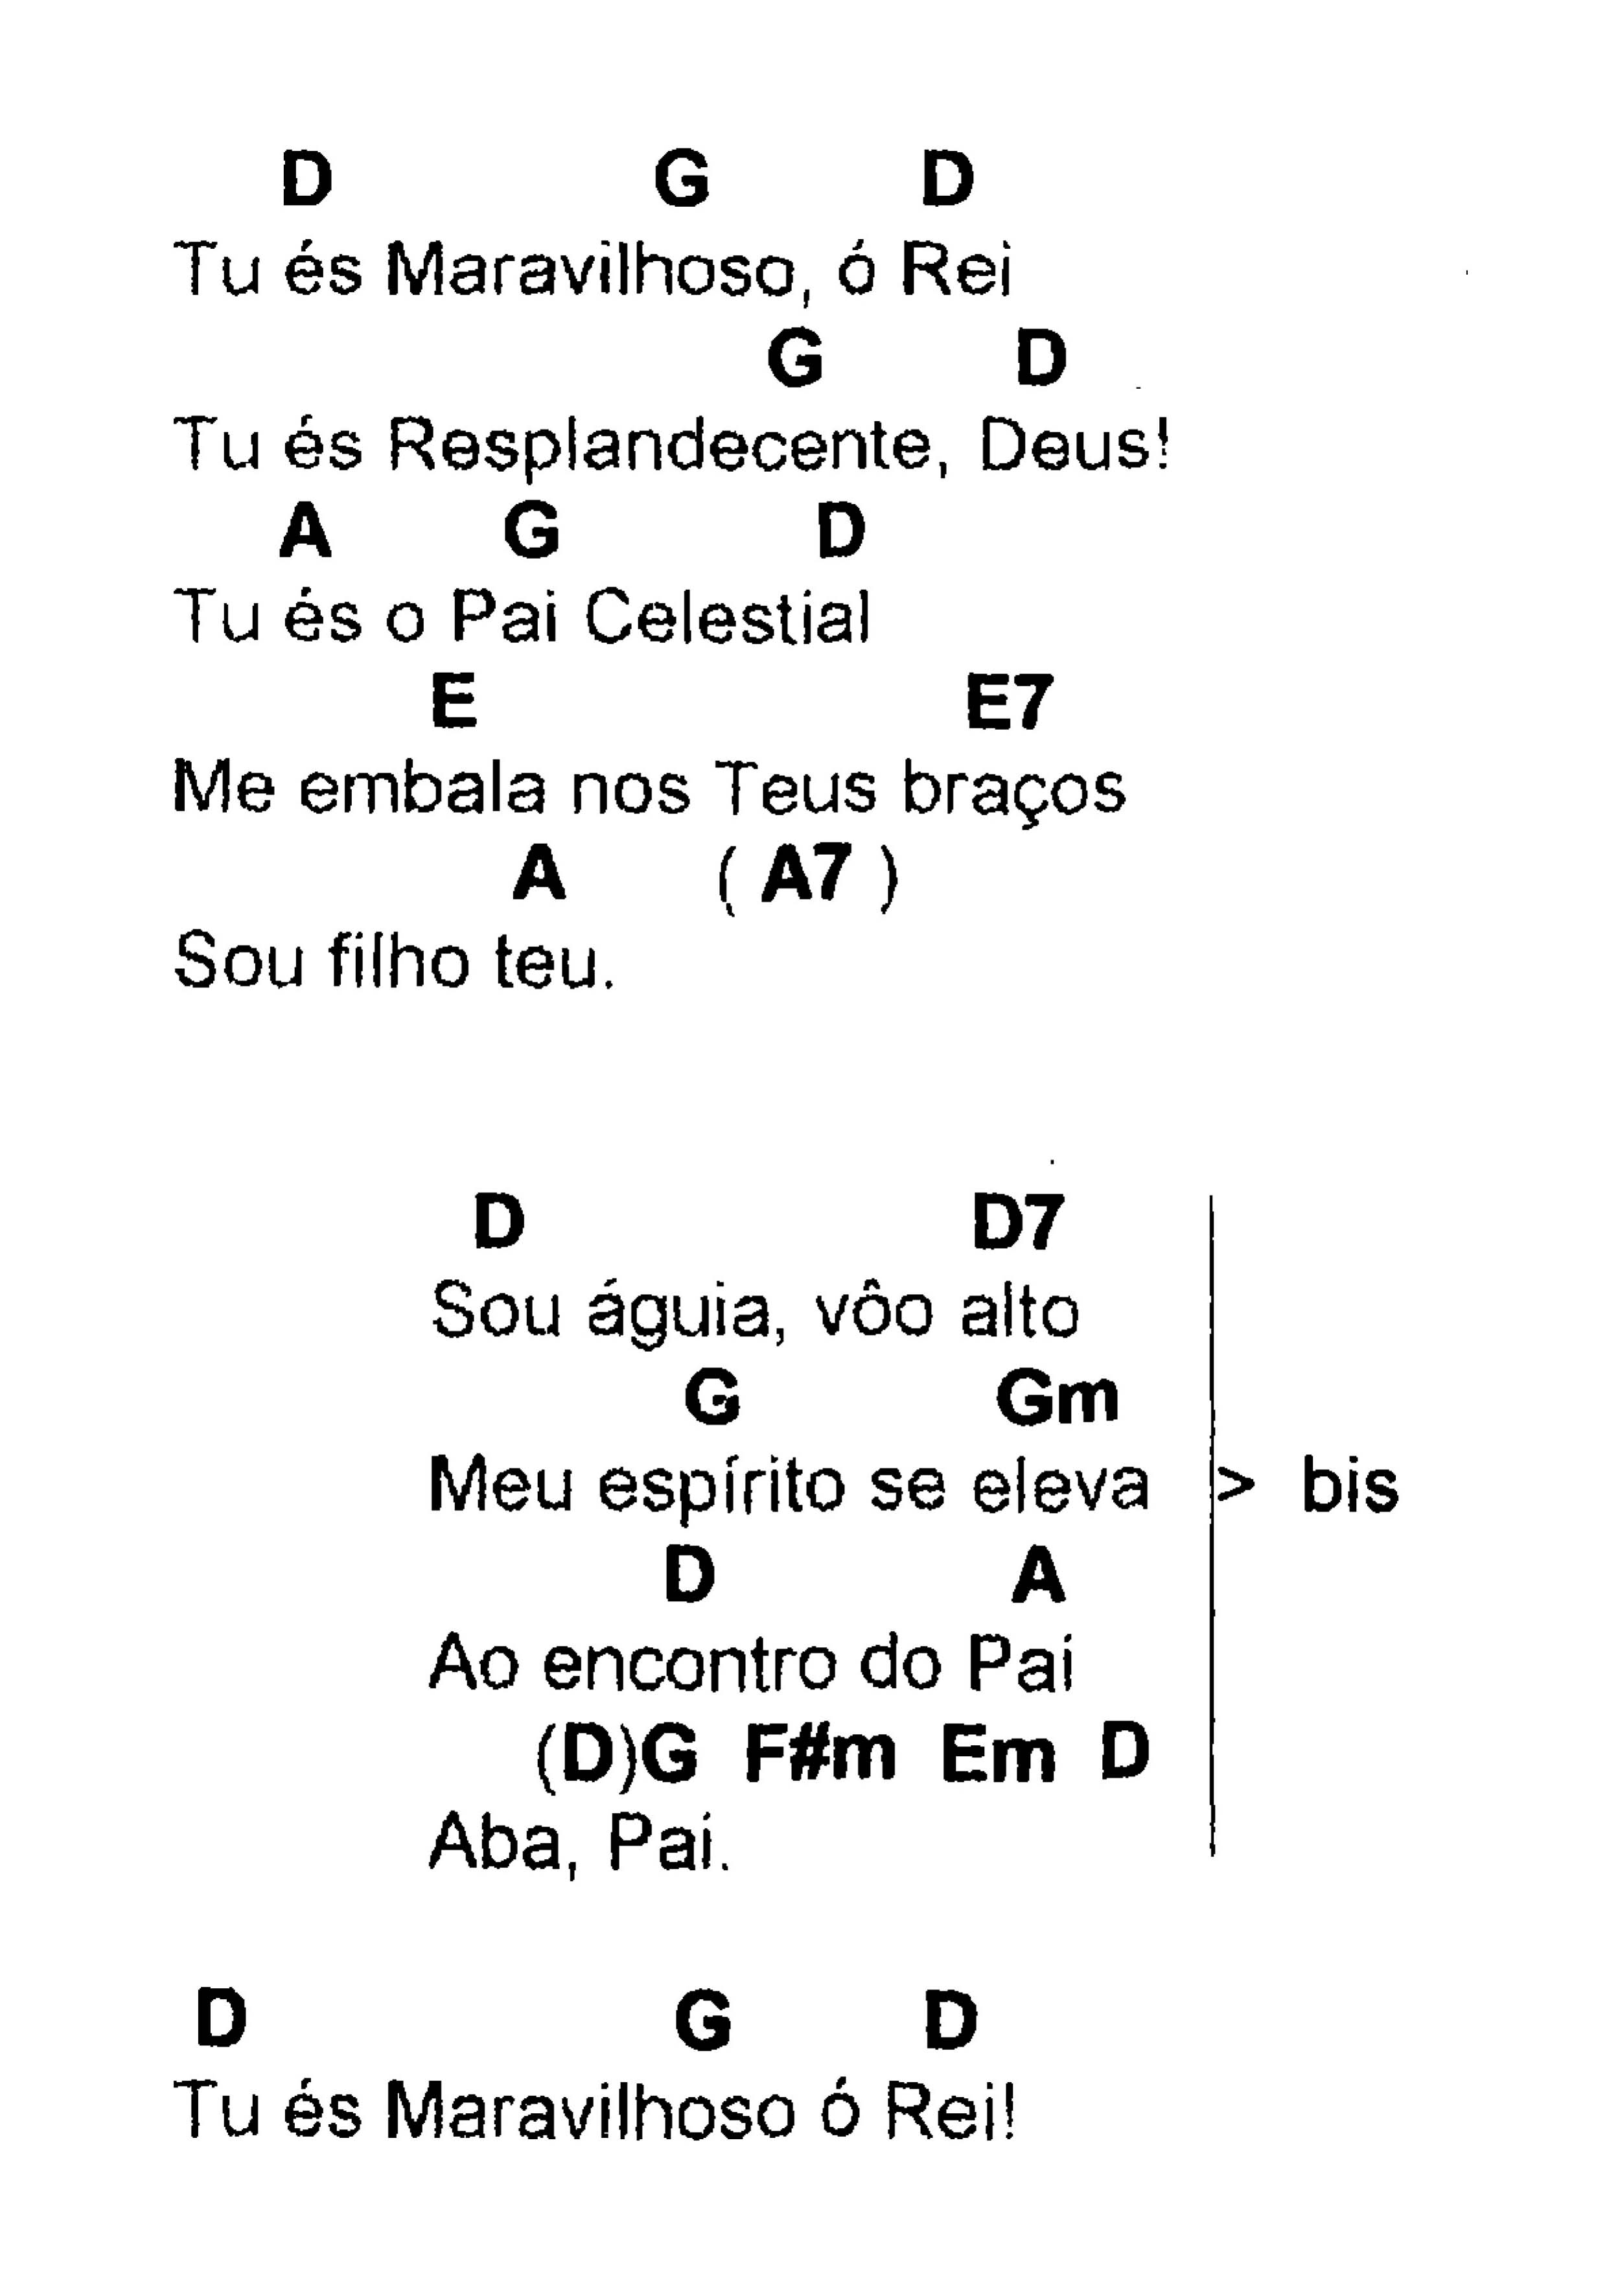 D G D
Tu és Maravilhoso, ó Rei
G D
Tu és Resplandecente, Deus!
A G D
Tu és o Pai Celestial
E E7
Me embala nos Teus braços
A ( A7 )
Sou filho teu.
D D7
Sou águia, vôo alto
G Gm
Meu espírito se eleva > bis
D A
Ao encontro do Pai
(D)G F#m Em D
Aba, Pai.
D G D
Tu és Maravilhoso ó Rei!